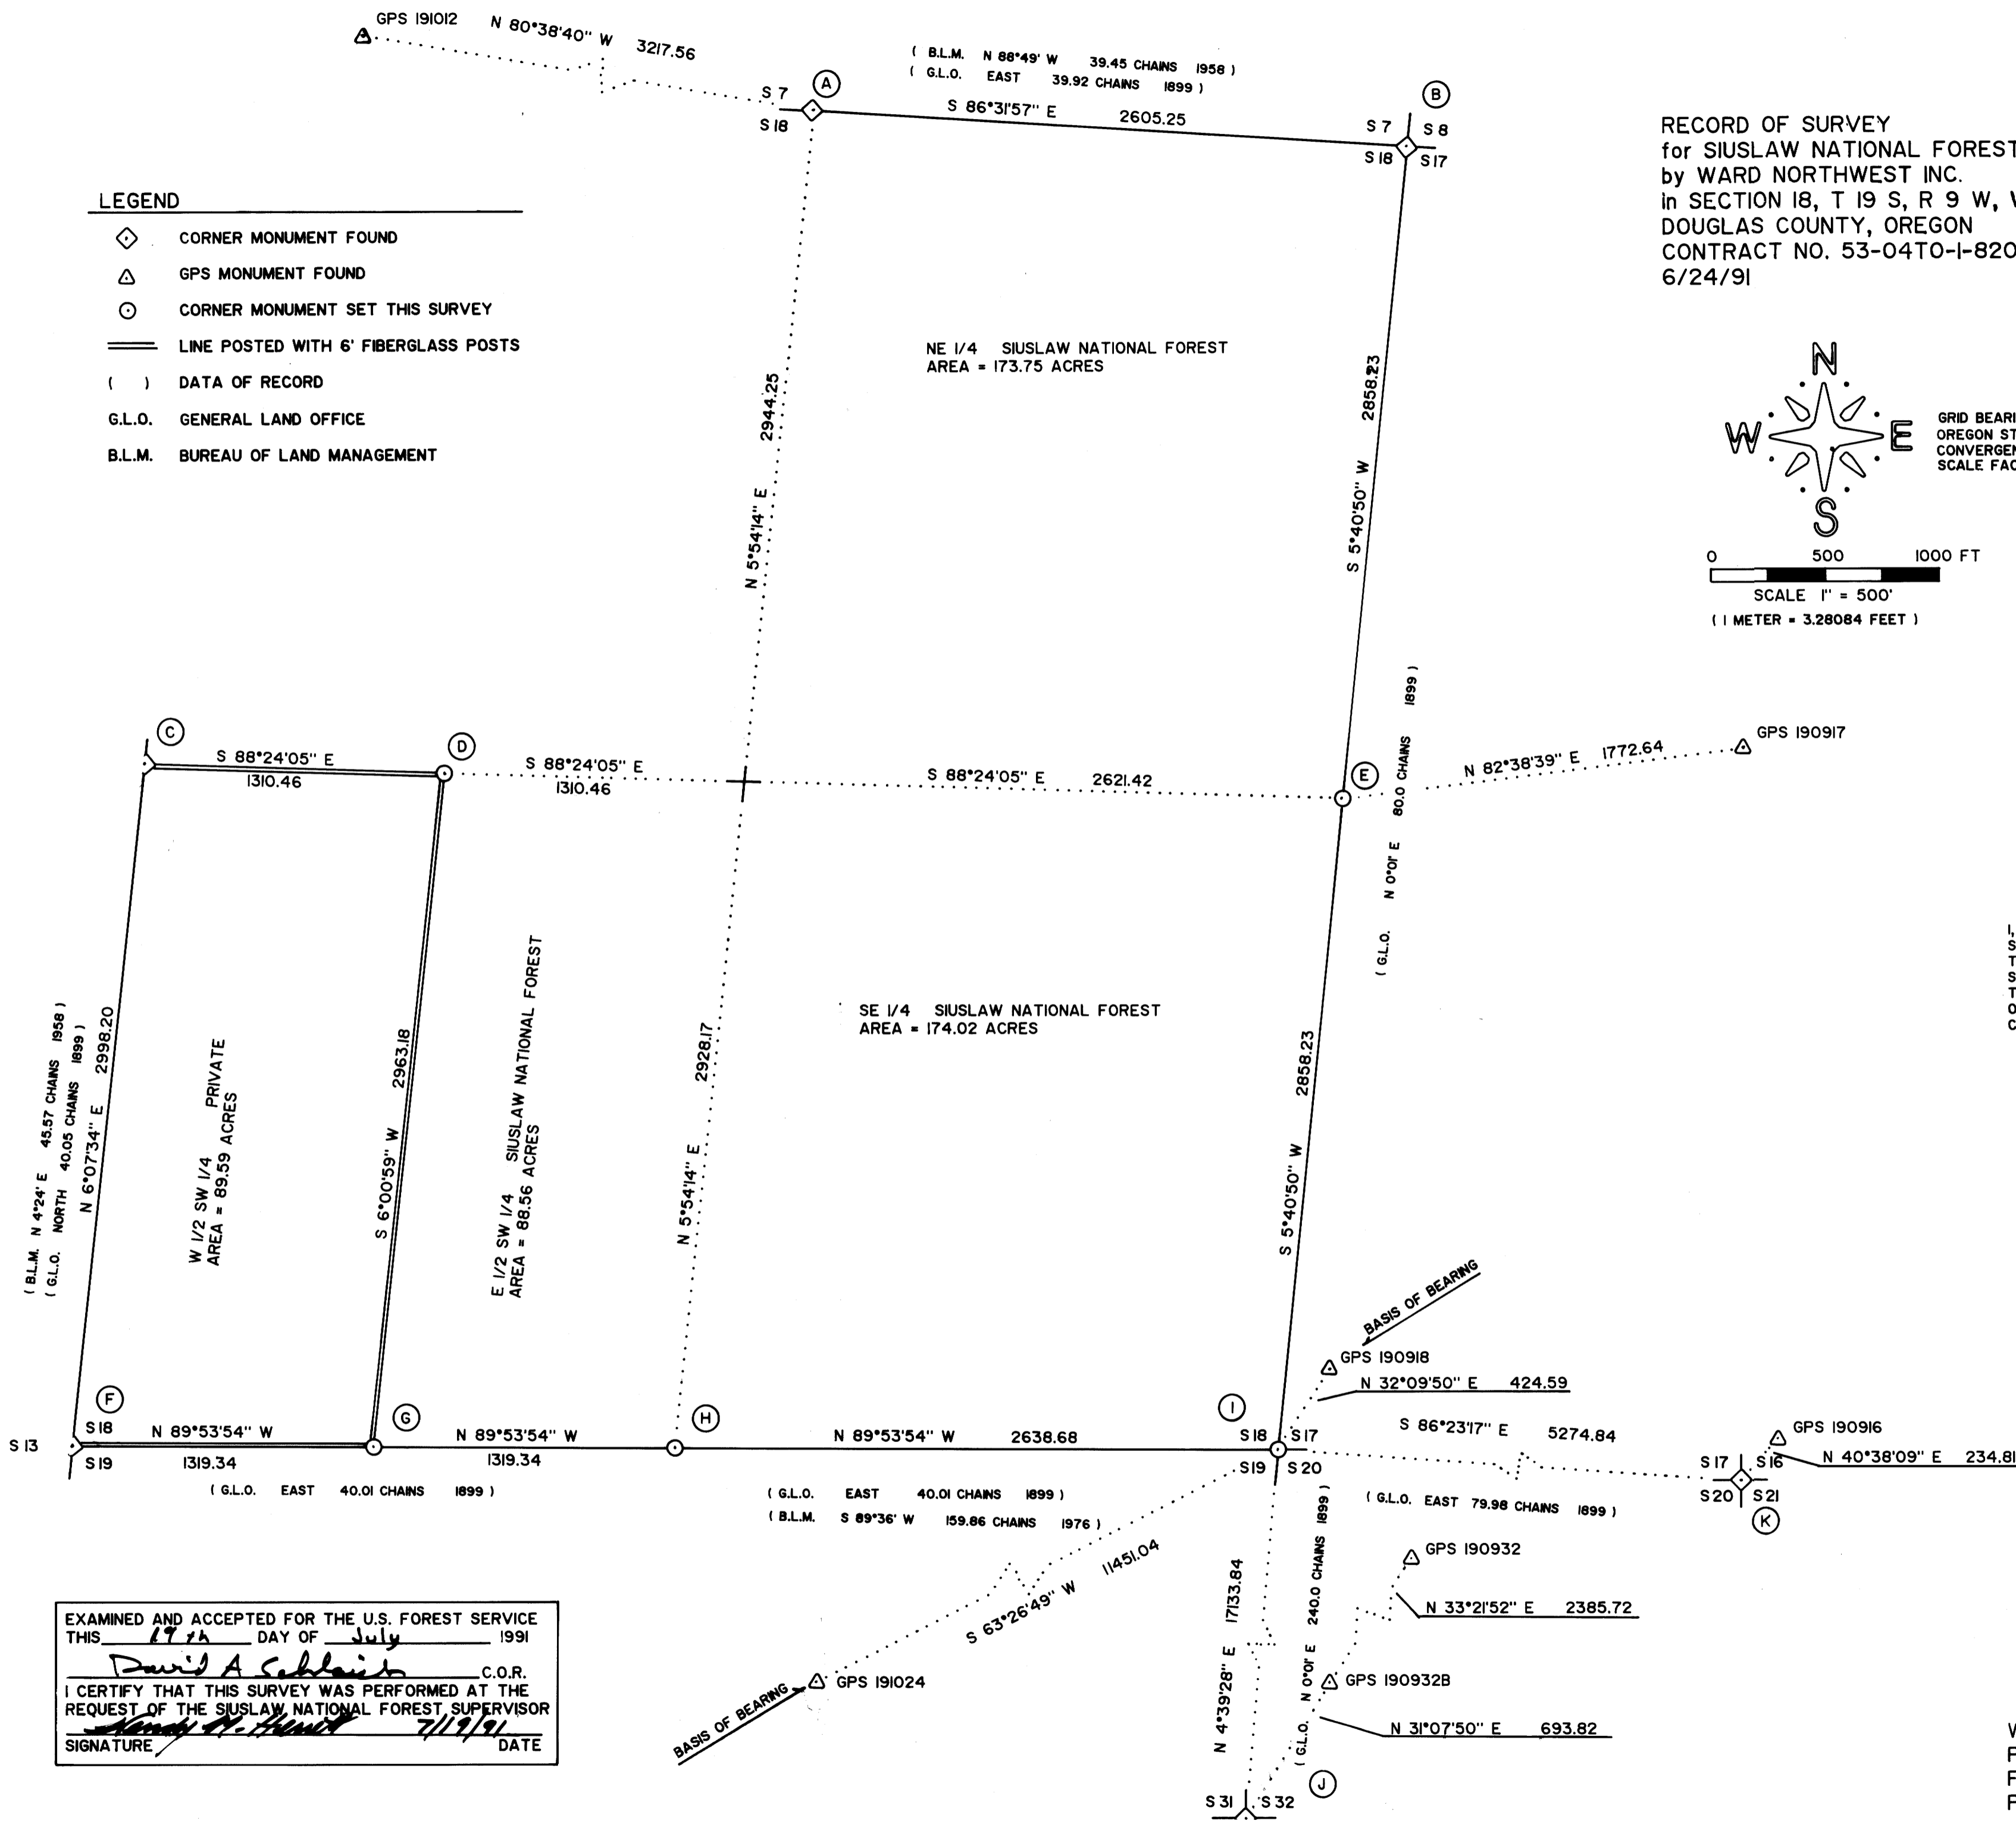 GPS 191012
N 80°38'40" W 3217.56
( B.L.M. N 88°49' W 39.45 CHAINS 1958 )
( G.L.O. EAST 39.92 CHAINS 1899 )
S 7
A
S 18
S 86°31'57" E 2605.25
B
S 7 S 8
S 18 S 17
RECORD OF SURVEY
for SIUSLAW NATIONAL FOREST
by WARD NORTHWEST INC.
in SECTION 18, T 19 S, R 9 W,
DOUGLAS COUNTY, OREGON
CONTRACT NO. 53-04TO-1-820
6/24/91
LEGEND
CORNER MONUMENT FOUND
GPS MONUMENT FOUND
CORNER MONUMENT SET THIS SURVEY
LINE POSTED WITH 6' FIBERGLASS POSTS
( ) DATA OF RECORD
G.L.O. GENERAL LAND OFFICE
B.L.M. BUREAU OF LAND MANAGEMENT
NE 1/4 SIUSLAW NATIONAL FOREST
AREA = 173.75 ACRES
N 5°54'14" E 2944.25
S 5°40'50" W 2858.23
N
W E
S
GRID BEARI
OREGON ST
CONVERGEN
SCALE FAC
0 500 1000 FT
SCALE 1" = 500'
( 1 METER = 3.28084 FEET )
C
S 88°24'05" E
1310.46
D
S 88°24'05" E
1310.46
S 88°24'05" E 2621.42
E
( G.L.O. N 0°01' E 80.0 CHAINS 1899 )
N 82°38'39" E 1772.64
GPS 190917
( B.L.M. N 4°24' E 45.57 CHAINS 1958 )
( G.L.O. NORTH 40.05 CHAINS 1899 )
N 6°07'34" E 2998.20
W 1/2 SW 1/4 PRIVATE
AREA = 89.59 ACRES
S 6°00'59" W 2963.18
E 1/2 SW 1/4 SIUSLAW NATIONAL FOREST
AREA = 88.56 ACRES
N 5°54'14" E 2928.17
SE 1/4 SIUSLAW NATIONAL FOREST
AREA = 174.02 ACRES
S 5°40'50" W 2858.23
I,
S
T
S
T
O
C
BASIS OF BEARING
GPS 190918
N 32°09'50" E 424.59
F
S 13
S 18
S 19
N 89°53'54" W
1319.34
G
N 89°53'54" W
1319.34
H
N 89°53'54" W 2638.68
I
S 18 S 17
S 19 S 20
S 86°23'17" E 5274.84
GPS 190916
N 40°38'09" E 234.81
S 17 S 16
S 20 S 21
K
( G.L.O. EAST 40.01 CHAINS 1899 )
( G.L.O. EAST 40.01 CHAINS 1899 )
( B.L.M. S 89°36' W 159.86 CHAINS 1976 )
( G.L.O. EAST 79.98 CHAINS 1899 )
S 63°26'49" W 11451.04
GPS 191024
BASIS OF BEARING
N 4°39'28" E 17133.84
( G.L.O. N 0°01' E 240.0 CHAINS 1899 )
GPS 190932
N 33°21'52" E 2385.72
GPS 190932B
N 31°07'50" E 693.82
J
S 31 S 32
EXAMINED AND ACCEPTED FOR THE U.S. FOREST SERVICE
THIS 19th DAY OF July 1991
David A C.O.R.
I CERTIFY THAT THIS SURVEY WAS PERFORMED AT THE
REQUEST OF THE SIUSLAW NATIONAL FOREST SUPERVISOR
7/19/91
SIGNATURE DATE
F
F
F